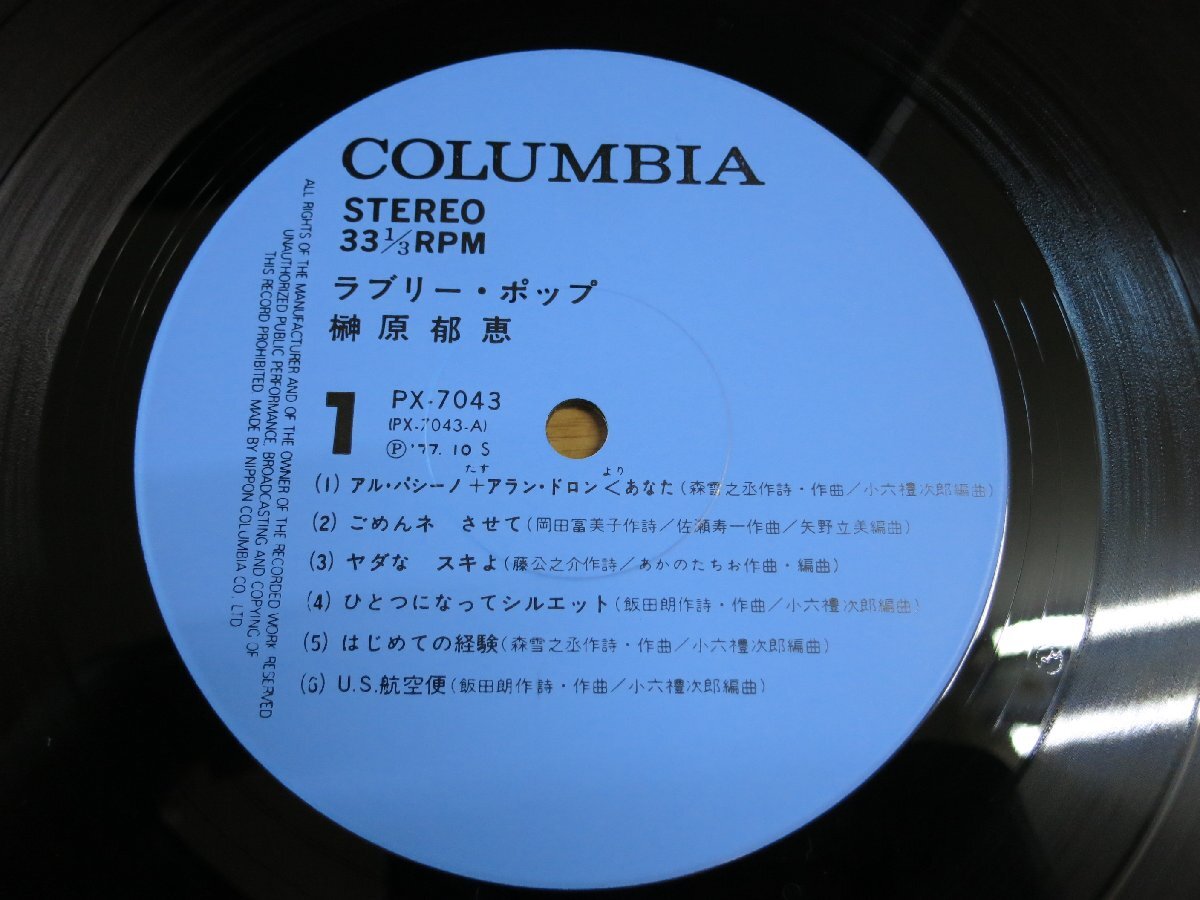 COLUMBIA
STEREO
33 1/3 RPM
ラブリー・ポップ
榊原郁恵
1
PX-7043
(PX-7043-A)
Ⓟ'77. 10 S
たす より
(1) アル・パシーノ+アラン・ドロン<あなた(森雪之丞作詩・作曲/小六禮次郎編曲)
(2) ごめんネ させて(岡田冨美子作詩/佐瀬寿一作曲/矢野立美編曲)
(3) ヤダな スキよ(藤公之介作詩/あかのたちお作曲・編曲)
(4) ひとつになってシルエット(飯田朗作詩・作曲/小六禮次郎編曲)
(5) はじめての経験(森雪之丞作詩・作曲/小六禮次郎編曲)
(6) U.S.航空便(飯田朗作詩・作曲/小六禮次郎編曲)
ALL RIGHTS OF THE MANUFACTURER AND OF THE OWNER OF THE RECORDED WORK RESERVED
UNAUTHORIZED PUBLIC PERFORMANCE, BROADCASTING AND COPYING OF
THIS RECORD PROHIBITED. MADE BY NIPPON COLUMBIA CO., LTD.